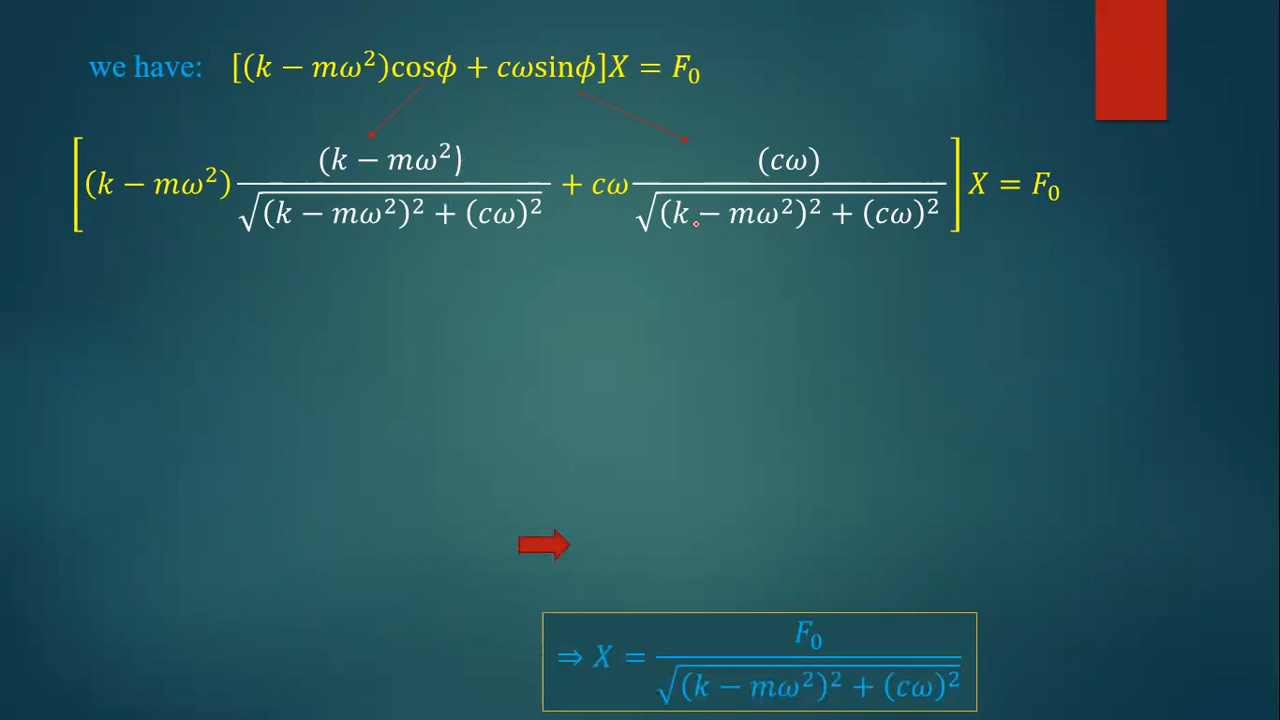 we have: [(k − mω²)cosϕ + cωsinϕ]X = F₀
[(k − mω²) (k − mω²) / √((k − mω²)² + (cω)²) + cω (cω) / √((k − mω²)² + (cω)²)] X = F₀
⇒ X = F₀ / √((k − mω²)² + (cω)²)